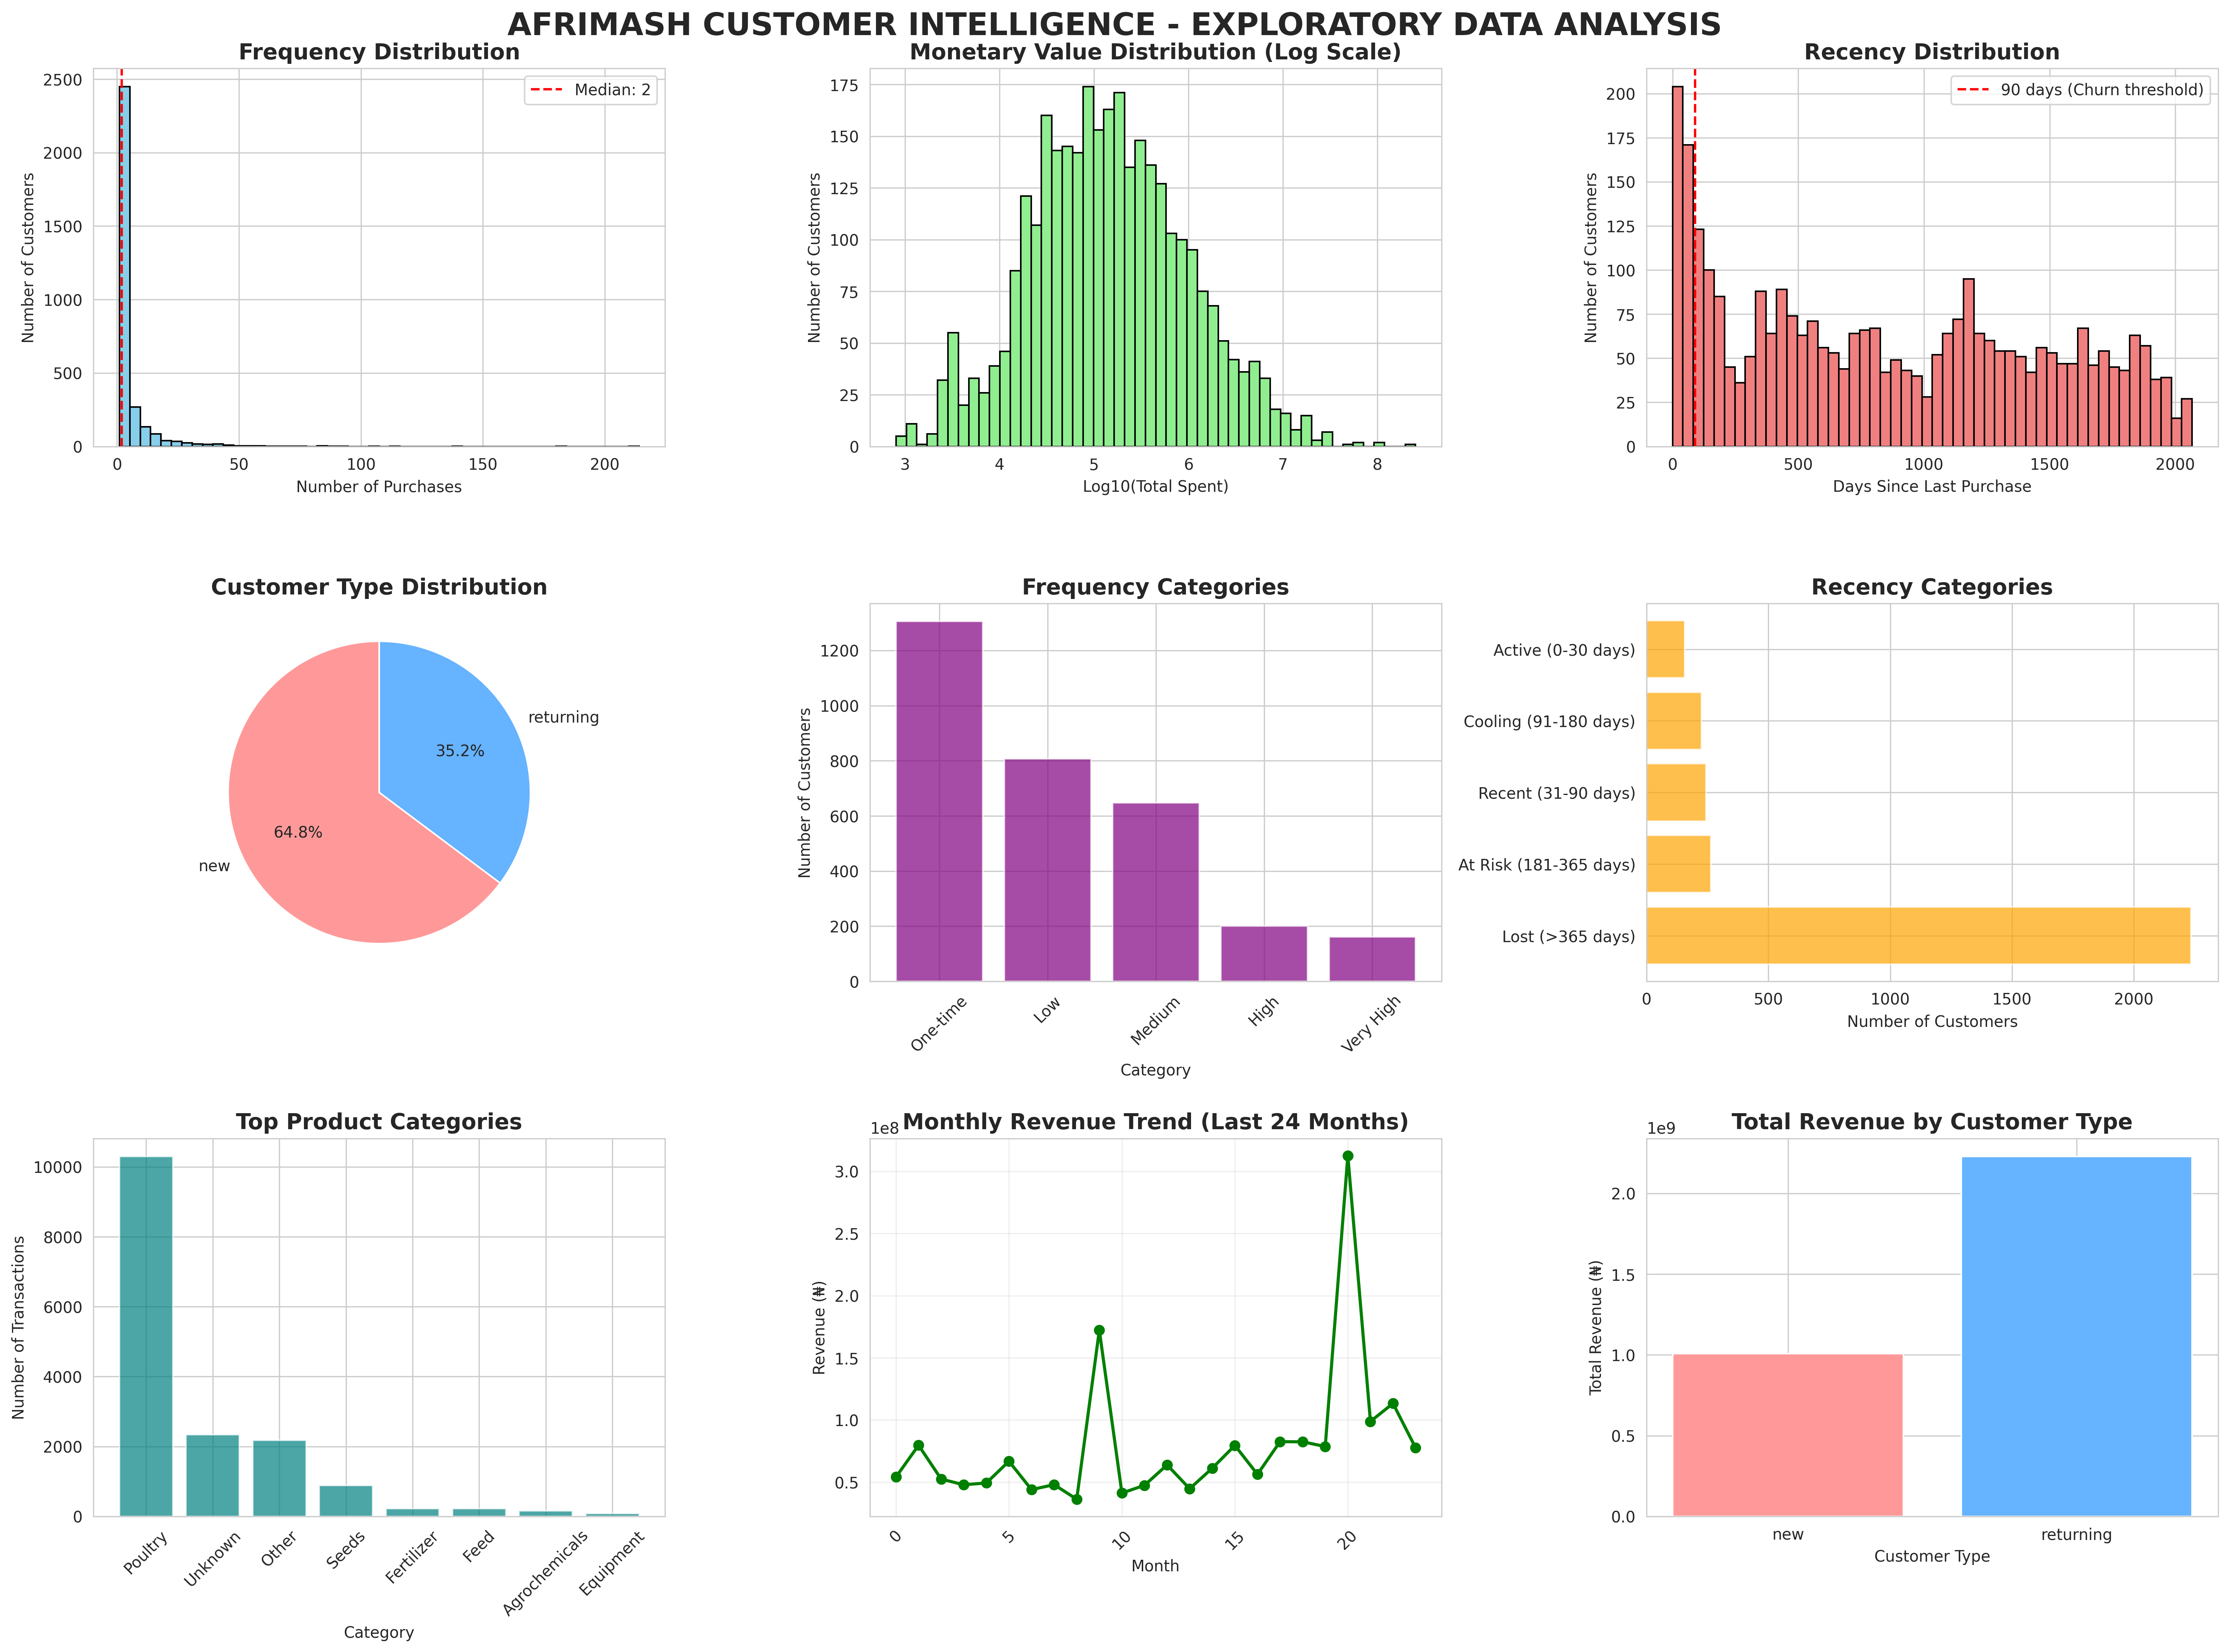 AFRIMASH CUSTOMER INTELLIGENCE - EXPLORATORY DATA ANALYSIS
Frequency Distribution
Number of Customers
2500
2000
1500
1000
500
0
Median: 2
0 50 100 150 200
Number of Purchases
Monetary Value Distribution (Log Scale)
Number of Customers
175
150
125
100
75
50
25
0
3 4 5 6 7 8
Log10(Total Spent)
Recency Distribution
Number of Customers
200
175
150
125
100
75
50
25
0
90 days (Churn threshold)
0 500 1000 1500 2000
Days Since Last Purchase
Customer Type Distribution
returning
35.2%
64.8%
new
Frequency Categories
Number of Customers
1200
1000
800
600
400
200
0
One-time Low Medium High Very High
Category
Recency Categories
Active (0-30 days)
Cooling (91-180 days)
Recent (31-90 days)
At Risk (181-365 days)
Lost (>365 days)
0 500 1000 1500 2000
Number of Customers
Top Product Categories
Number of Transactions
10000
8000
6000
4000
2000
0
Poultry Unknown Other Seeds Fertilizer Feed Agrochemicals Equipment
Category
Monthly Revenue Trend (Last 24 Months)
1e8
Revenue (₦)
3.0
2.5
2.0
1.5
1.0
0.5
0 5 10 15 20
Month
Total Revenue by Customer Type
1e9
Total Revenue (₦)
2.0
1.5
1.0
0.5
0.0
new returning
Customer Type